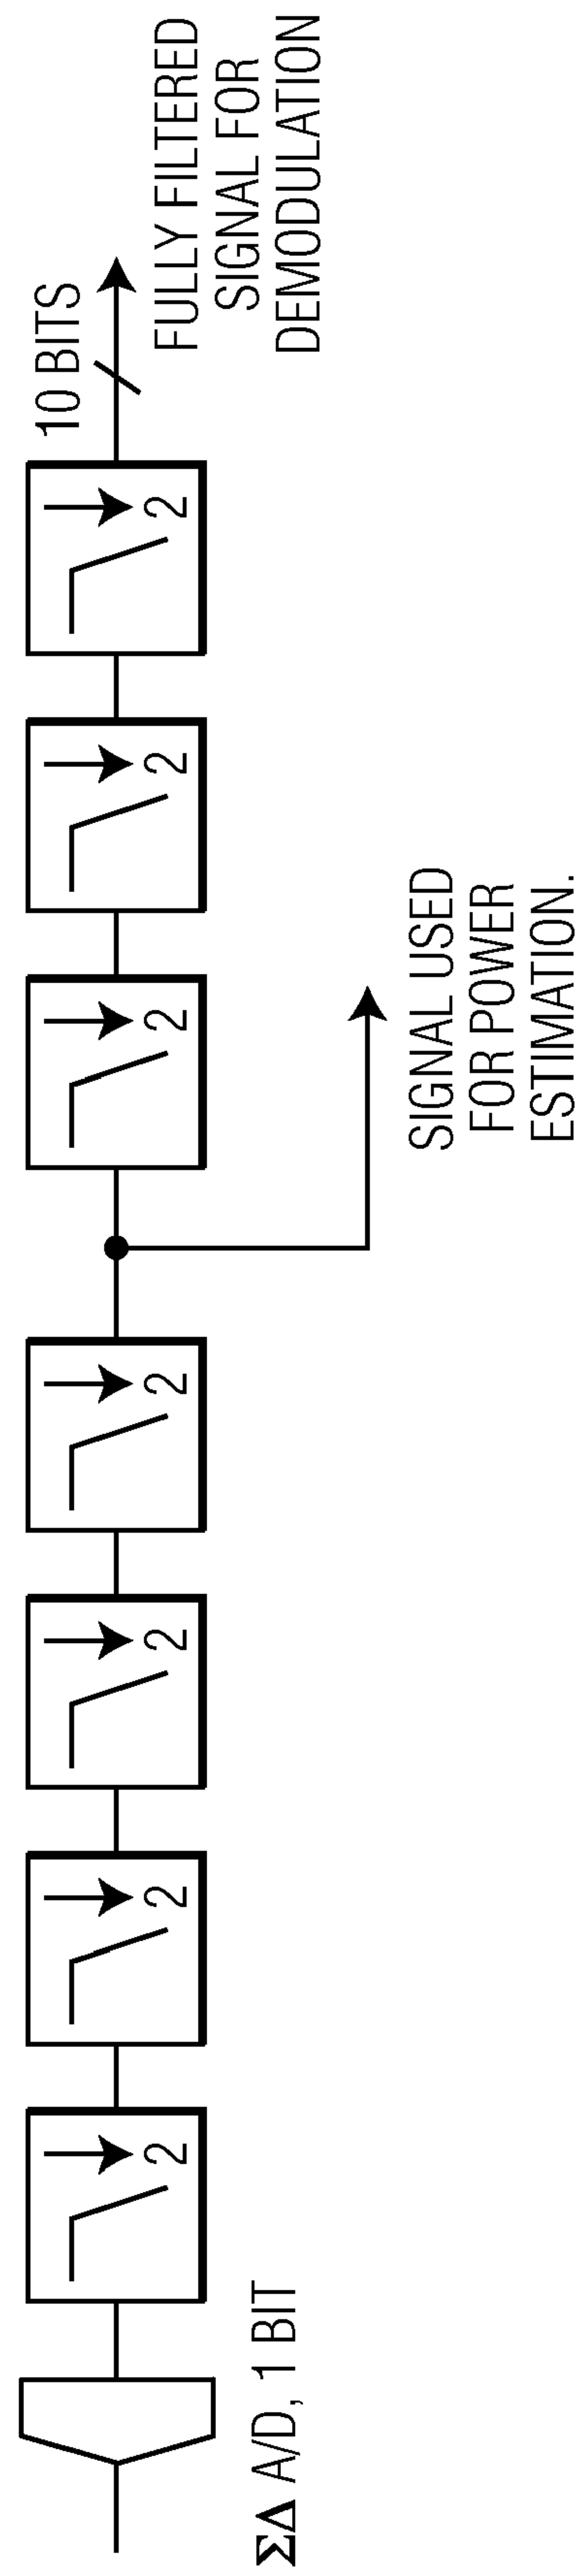 ΣΔ A/D, 1 BIT
2
2
2
2
SIGNAL USED
FOR POWER
ESTIMATION.
2
2
2
10 BITS
FULLY FILTERED
SIGNAL FOR
DEMODULATION